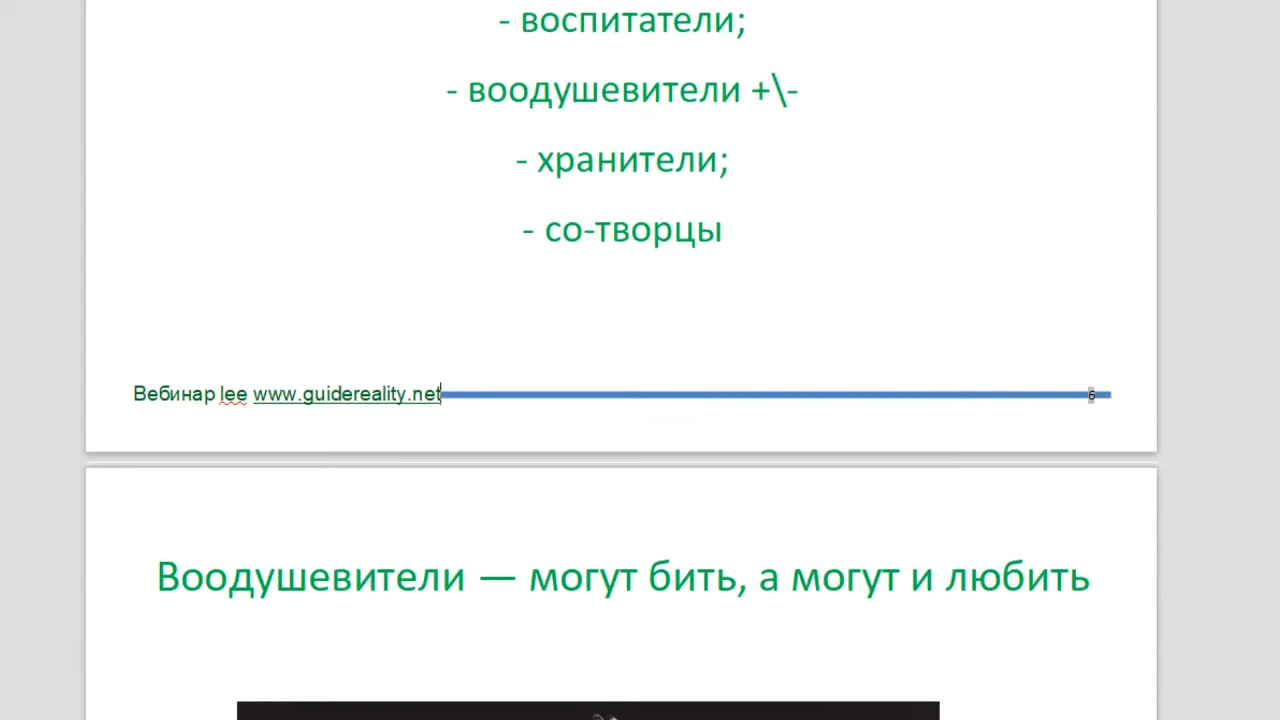 - воспитатели;
- воодушевители +\-
- хранители;
- со-творцы
Вебинар lee www.guidereality.net 6
Воодушевители — могут бить, а могут и любить